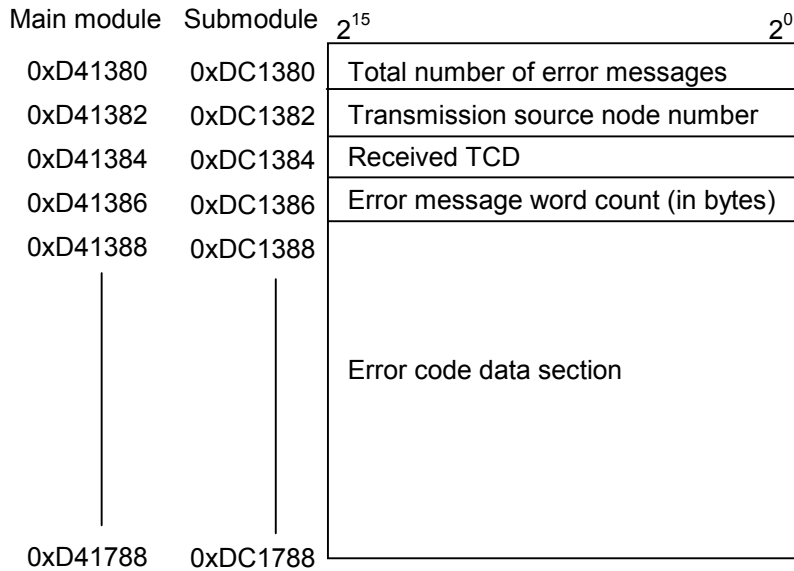 Main module Submodule 2^15 2^0
0xD41380 0xDC1380 Total number of error messages
0xD41382 0xDC1382 Transmission source node number
0xD41384 0xDC1384 Received TCD
0xD41386 0xDC1386 Error message word count (in bytes)
0xD41388 0xDC1388
Error code data section
0xD41788 0xDC1788